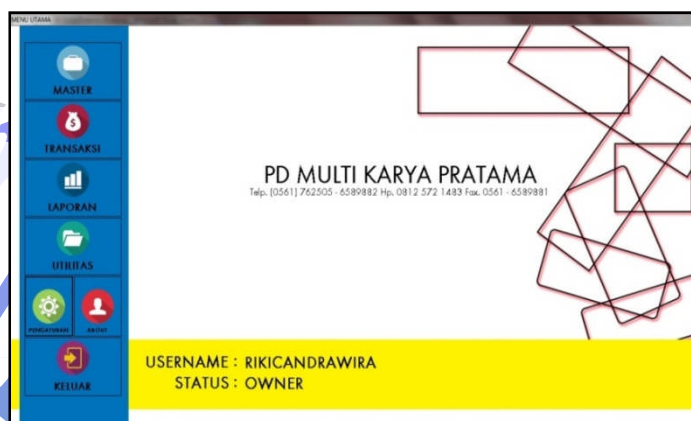 MENU UTAMA
MASTER
TRANSAKSI
LAPORAN
UTILITAS
PENGATURAN
ABOUT
KELUAR
PD MULTI KARYA PRATAMA
Telp. (0561) 762505 - 6589882 Hp. 0812 572 1483 Fax. 0561 - 6589881
USERNAME : RIKICANDRAWIRA
STATUS : OWNER